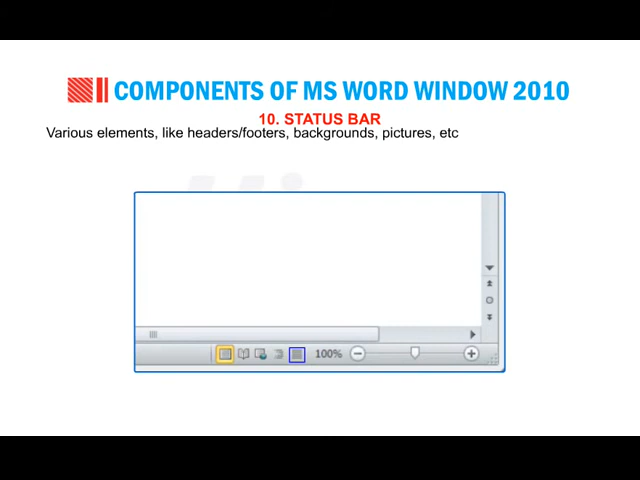 COMPONENTS OF MS WORD WINDOW 2010
10. STATUS BAR
Various elements, like headers/footers, backgrounds, pictures, etc
100%